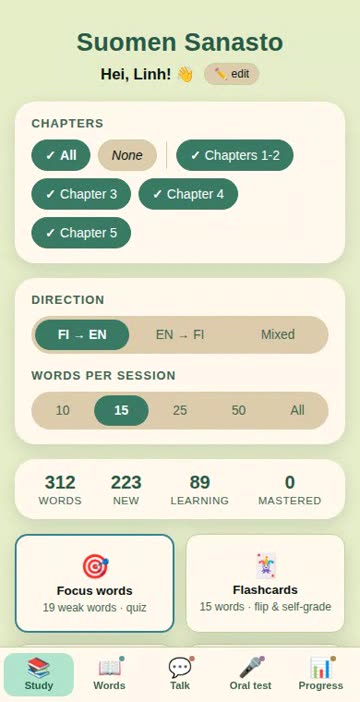 Suomen Sanasto
Hei, Linh! 👋 ✏️ edit
CHAPTERS
✓ All None ✓ Chapters 1-2
✓ Chapter 3 ✓ Chapter 4
✓ Chapter 5
DIRECTION
FI → EN EN → FI Mixed
WORDS PER SESSION
10 15 25 50 All
312 223 89 0
WORDS NEW LEARNING MASTERED
Focus words Flashcards
19 weak words · quiz 15 words · flip & self-grade
Study Words Talk Oral test Progress